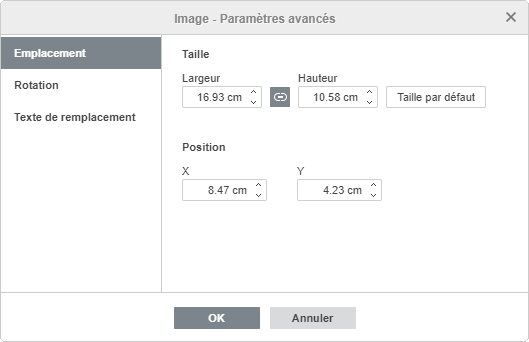 Image - Paramètres avancés
Emplacement
Rotation
Texte de remplacement
Taille
Largeur Hauteur
16.93 cm 10.58 cm Taille par défaut
Position
X Y
8.47 cm 4.23 cm
OK Annuler